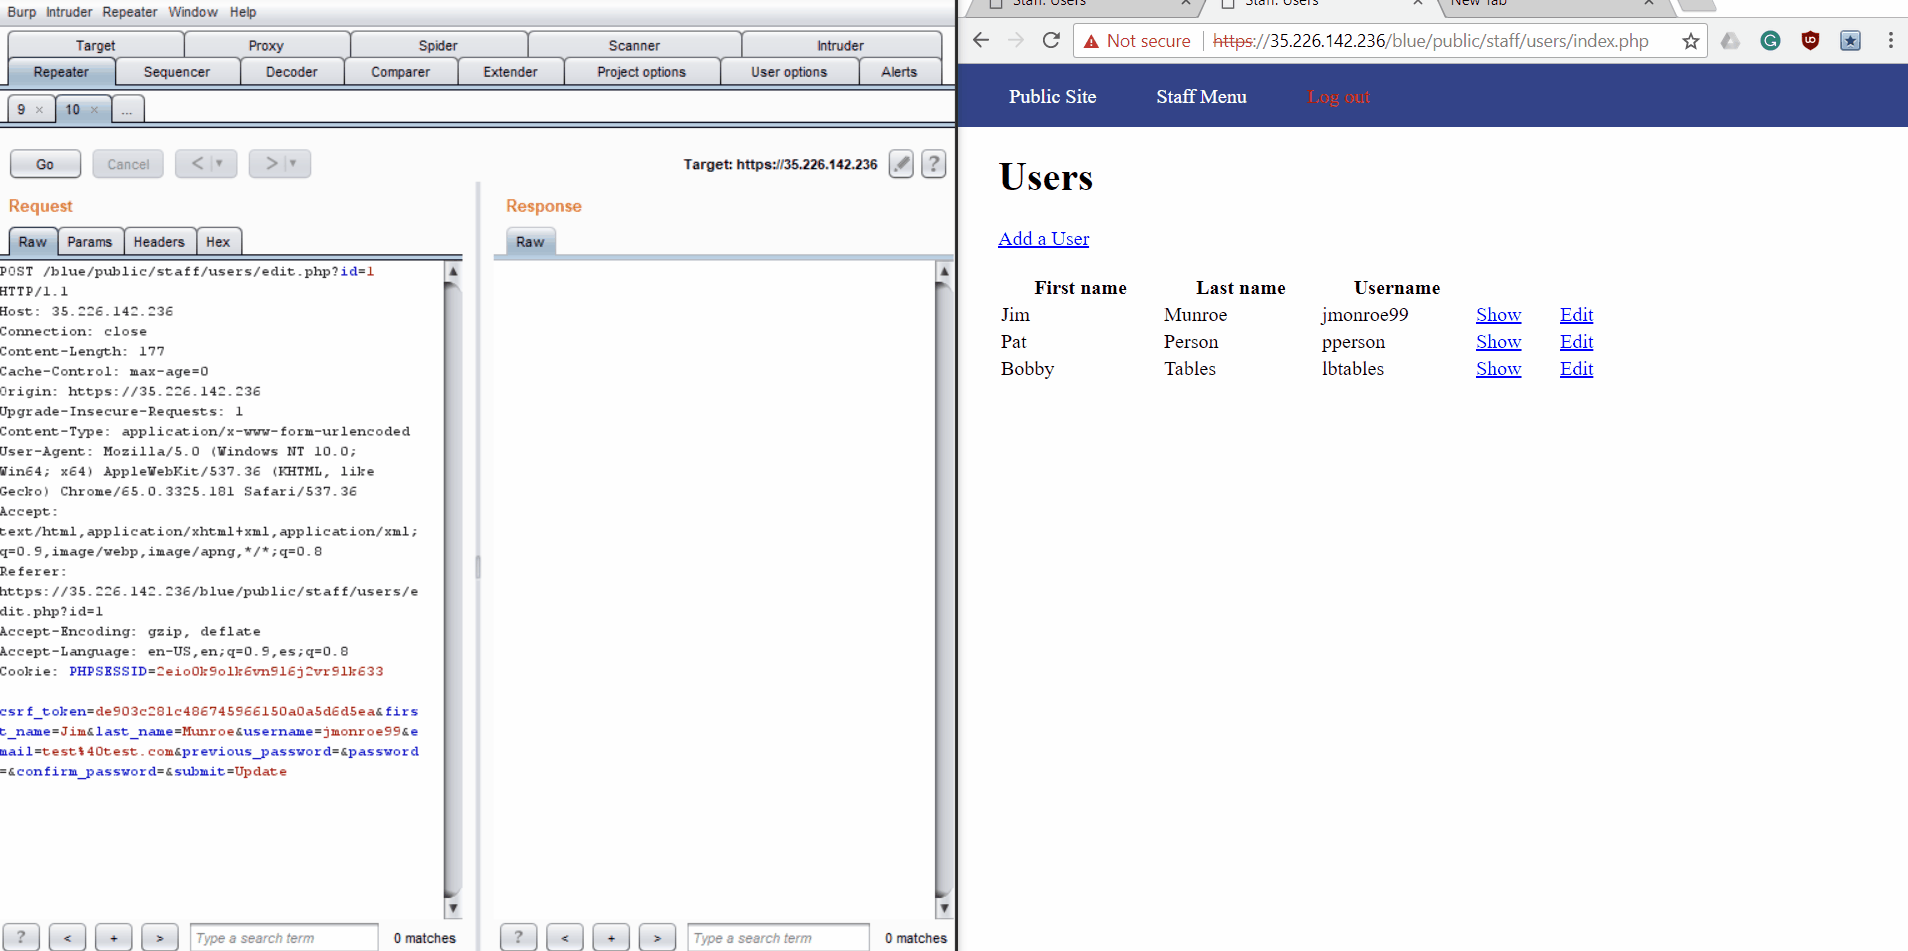 Burp Intruder Repeater Window Help
Target Proxy Spider Scanner Intruder
Repeater Sequencer Decoder Comparer Extender Project options User options Alerts
9 × 10 × ...
Go Cancel < ▼ > ▼ Target: https://35.226.142.236 ?
Request
Raw Params Headers Hex
POST /blue/public/staff/users/edit.php?id=1
HTTP/1.1
Host: 35.226.142.236
Connection: close
Content-Length: 177
Cache-Control: max-age=0
Origin: https://35.226.142.236
Upgrade-Insecure-Requests: 1
Content-Type: application/x-www-form-urlencoded
User-Agent: Mozilla/5.0 (Windows NT 10.0;
Win64; x64) AppleWebKit/537.36 (KHTML, like
Gecko) Chrome/65.0.3325.181 Safari/537.36
Accept:
text/html,application/xhtml+xml,application/xml;
q=0.9,image/webp,image/apng,*/*;q=0.8
Referer:
https://35.226.142.236/blue/public/staff/users/e
dit.php?id=1
Accept-Encoding: gzip, deflate
Accept-Language: en-US,en;q=0.9,es;q=0.8
Cookie: PHPSESSID=2eio0k9olk6vn9l6j2vr9lk633
csrf_token=de903c281c486745966150a0a5d6d5ea&firs
t_name=Jim&last_name=Munroe&username=jmonroe99&e
mail=test%40test.com&previous_password=&password
=&confirm_password=&submit=Update
? < + > Type a search term 0 matches
Response
Raw
? < + > Type a search term 0 matches
Staff: Users × Staff: Users × New Tab ×
Not secure https://35.226.142.236/blue/public/staff/users/index.php
Public Site Staff Menu Log out
Users
Add a User
First name Last name Username
Jim Munroe jmonroe99 Show Edit
Pat Person pperson Show Edit
Bobby Tables lbtables Show Edit